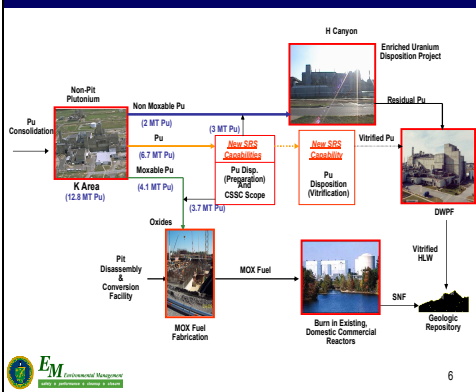 H Canyon
Enriched Uranium
Disposition Project
Non-Pit
Plutonium
Non Moxable Pu
Residual Pu
Pu
Consolidation
(2 MT Pu)
(3 MT Pu)
Pu
(6.7 MT Pu)
New SRS
Capabilities
New SRS
Capability
Vitrified Pu
Moxable Pu
(4.1 MT Pu)
Pu Disp.
(Preparation)
And
CSSC Scope
Pu
Disposition
(Vitrification)
K Area
(12.8 MT Pu)
(3.7 MT Pu)
DWPF
Oxides
Pit
Disassembly
&
Conversion
Facility
MOX Fuel
Vitrified
HLW
SNF
MOX Fuel
Fabrication
Burn in Existing,
Domestic Commercial
Reactors
Geologic
Repository
EM Environmental Management
safety performance cleanup closure
6